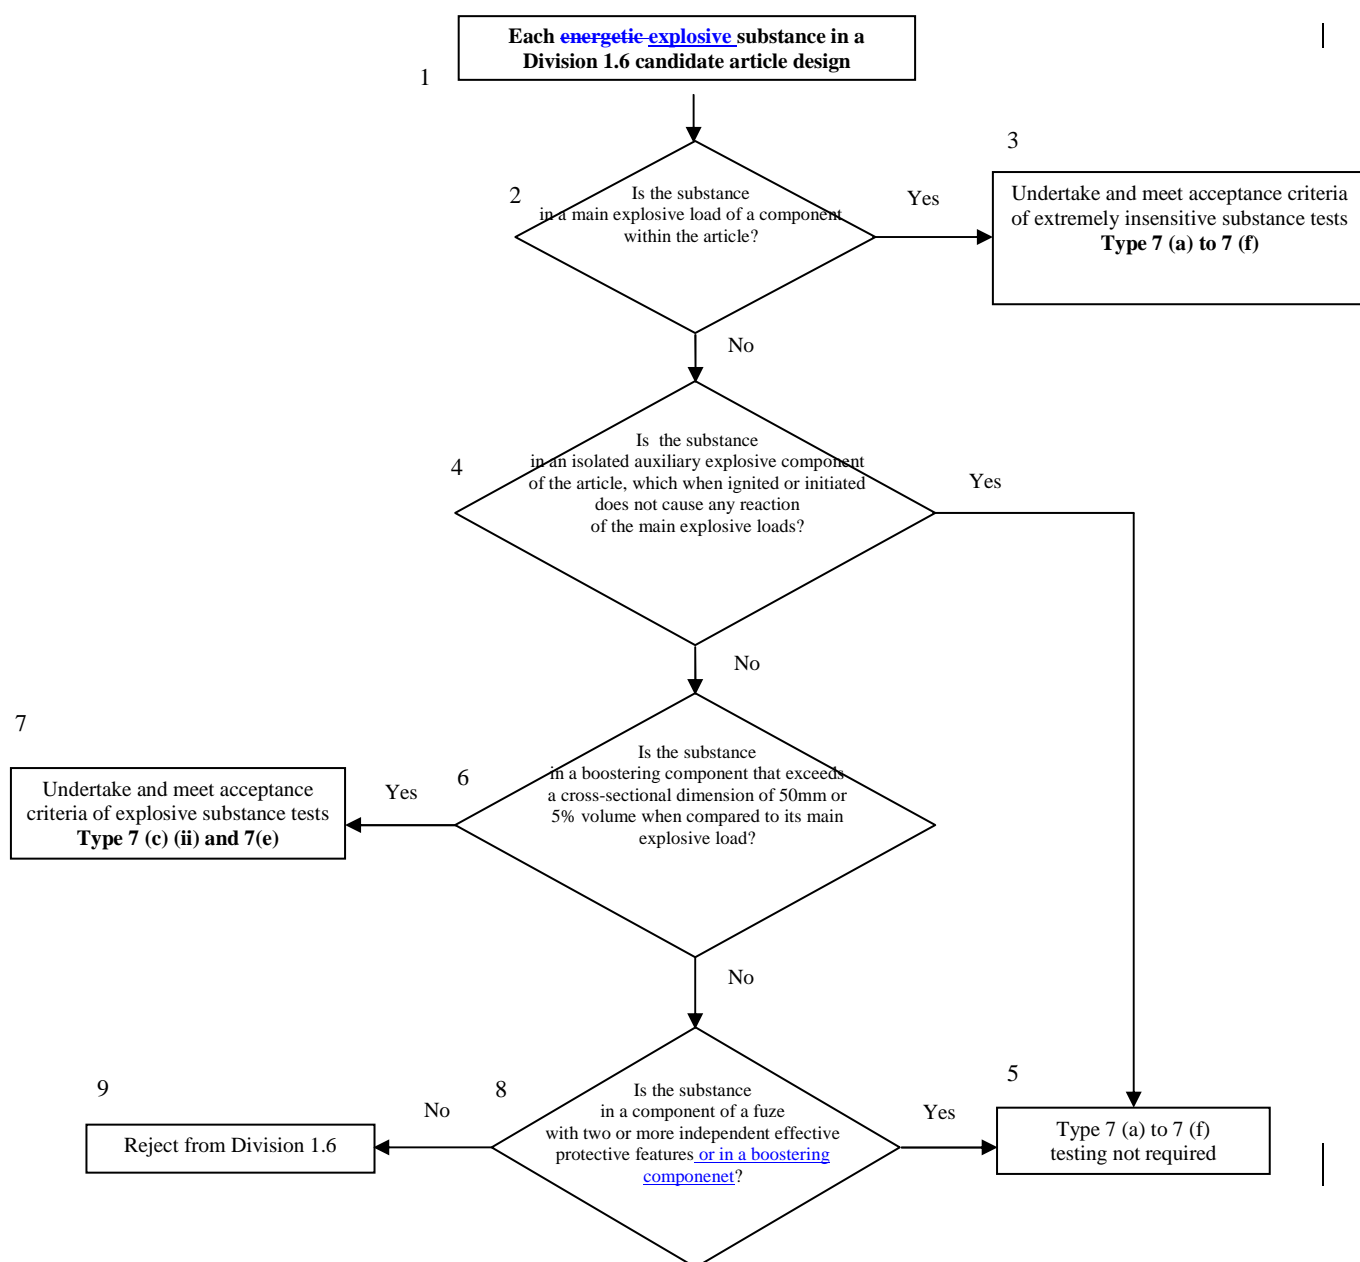 Each energetic explosive substance in a
Division 1.6 candidate article design
1
2
Is the substance
in a main explosive load of a component
within the article?
Yes
3
Undertake and meet acceptance criteria
of extremely insensitive substance tests
Type 7 (a) to 7 (f)
No
4
Is the substance
in an isolated auxiliary explosive component
of the article, which when ignited or initiated
does not cause any reaction
of the main explosive loads?
Yes
No
7
Undertake and meet acceptance
criteria of explosive substance tests
Type 7 (c) (ii) and 7(e)
Yes
6
Is the substance
in a boostering component that exceeds
a cross-sectional dimension of 50mm or
5% volume when compared to its main
explosive load?
No
9
Reject from Division 1.6
No
8
Is the substance
in a component of a fuze
with two or more independent effective
protective features or in a boostering
componenet?
Yes
5
Type 7 (a) to 7 (f)
testing not required